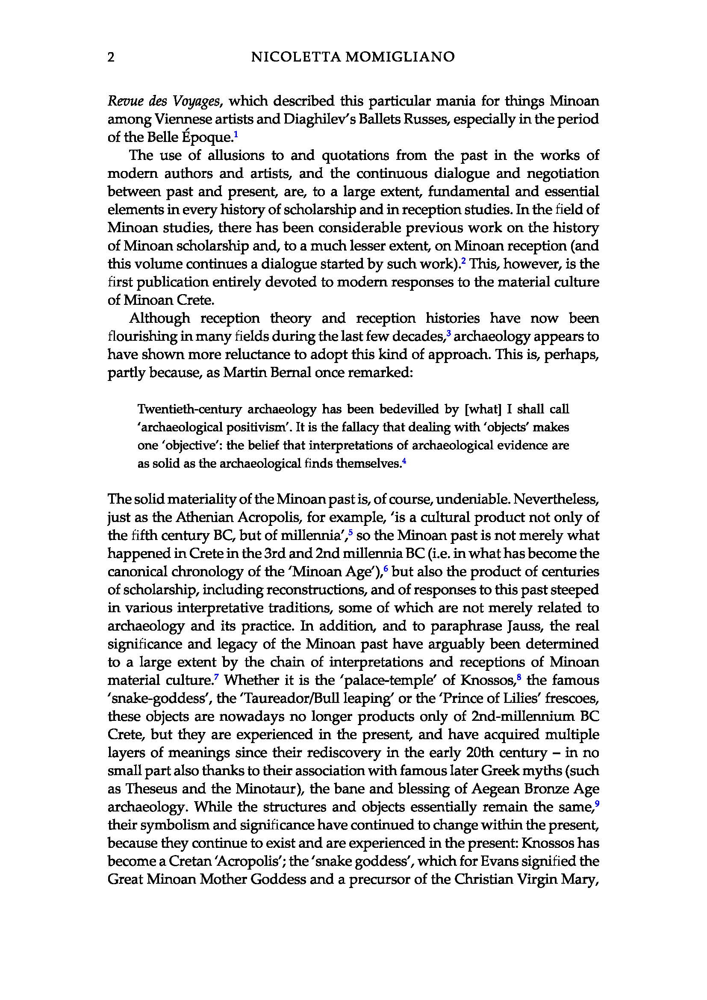 2 NICOLETTA MOMIGLIANO
Revue des Voyages, which described this particular mania for things Minoan
among Viennese artists and Diaghilev's Ballets Russes, especially in the period
of the Belle Époque.1
The use of allusions to and quotations from the past in the works of
modern authors and artists, and the continuous dialogue and negotiation
between past and present, are, to a large extent, fundamental and essential
elements in every history of scholarship and in reception studies. In the field of
Minoan studies, there has been considerable previous work on the history
of Minoan scholarship and, to a much lesser extent, on Minoan reception (and
this volume continues a dialogue started by such work).2 This, however, is the
first publication entirely devoted to modern responses to the material culture
of Minoan Crete.
Although reception theory and reception histories have now been
flourishing in many fields during the last few decades,3 archaeology appears to
have shown more reluctance to adopt this kind of approach. This is, perhaps,
partly because, as Martin Bernal once remarked:
Twentieth-century archaeology has been bedevilled by [what] I shall call
'archaeological positivism'. It is the fallacy that dealing with 'objects' makes
one 'objective': the belief that interpretations of archaeological evidence are
as solid as the archaeological finds themselves.4
The solid materiality of the Minoan past is, of course, undeniable. Nevertheless,
just as the Athenian Acropolis, for example, 'is a cultural product not only of
the fifth century BC, but of millennia',5 so the Minoan past is not merely what
happened in Crete in the 3rd and 2nd millennia BC (i.e. in what has become the
canonical chronology of the 'Minoan Age'),6 but also the product of centuries
of scholarship, including reconstructions, and of responses to this past steeped
in various interpretative traditions, some of which are not merely related to
archaeology and its practice. In addition, and to paraphrase Jauss, the real
significance and legacy of the Minoan past have arguably been determined
to a large extent by the chain of interpretations and receptions of Minoan
material culture.7 Whether it is the 'palace-temple' of Knossos,8 the famous
'snake-goddess', the 'Taureador/Bull leaping' or the 'Prince of Lilies' frescoes,
these objects are nowadays no longer products only of 2nd-millennium BC
Crete, but they are experienced in the present, and have acquired multiple
layers of meanings since their rediscovery in the early 20th century – in no
small part also thanks to their association with famous later Greek myths (such
as Theseus and the Minotaur), the bane and blessing of Aegean Bronze Age
archaeology. While the structures and objects essentially remain the same,9
their symbolism and significance have continued to change within the present,
because they continue to exist and are experienced in the present: Knossos has
become a Cretan 'Acropolis'; the 'snake goddess', which for Evans signified the
Great Minoan Mother Goddess and a precursor of the Christian Virgin Mary,